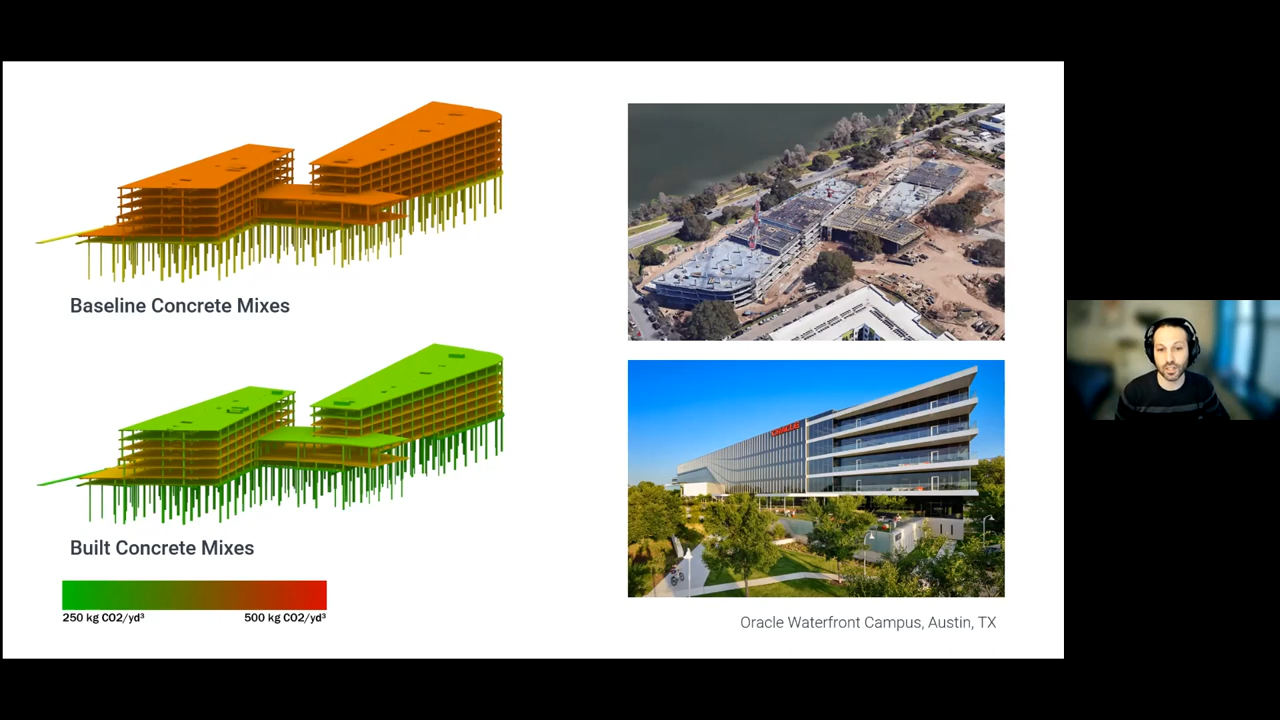 Baseline Concrete Mixes
Built Concrete Mixes
250 kg CO2/yd³
500 kg CO2/yd³
ORACLE
Oracle Waterfront Campus, Austin, TX